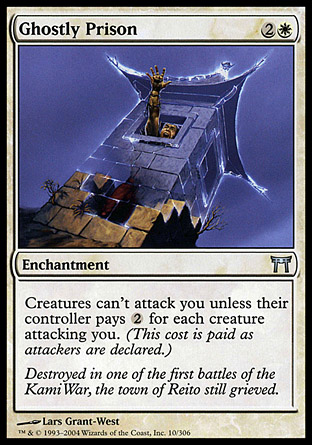 Ghostly Prison 2
Enchantment
Creatures can't attack you unless their
controller pays 2 for each creature
attacking you. (This cost is paid as
attackers are declared.)
Destroyed in one of the first battles of the
Kami War, the town of Reito still grieved.
Lars Grant-West
™ & © 1993–2004 Wizards of the Coast, Inc. 10/306